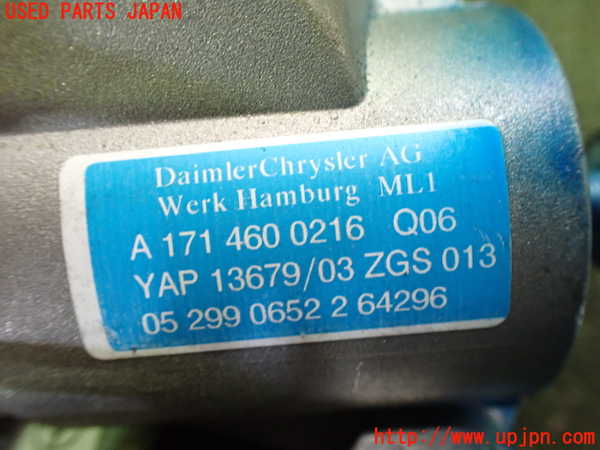 USED PARTS JAPAN
DaimlerChrysler AG
Werk Hamburg ML1
A 171 460 0216 Q06
YAP 13679/03 ZGS 013
05 299 0652 2 64296
http://www.upjpn.com/